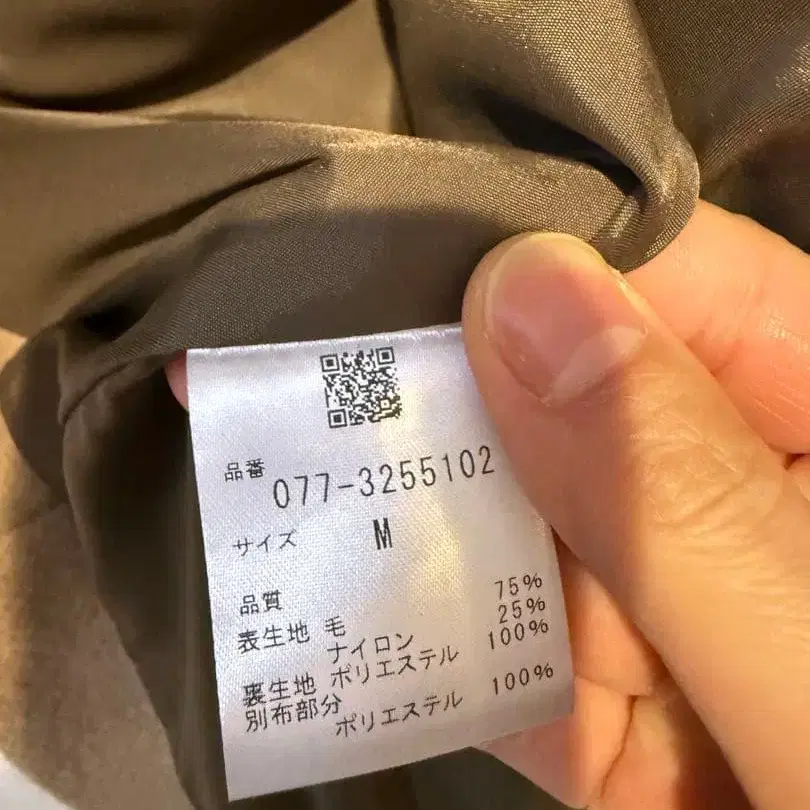 品番 077-3255102
サイズ M
品質
表生地 毛 75%
ナイロン 25%
裏生地 ポリエステル 100%
別布部分
ポリエステル 100%